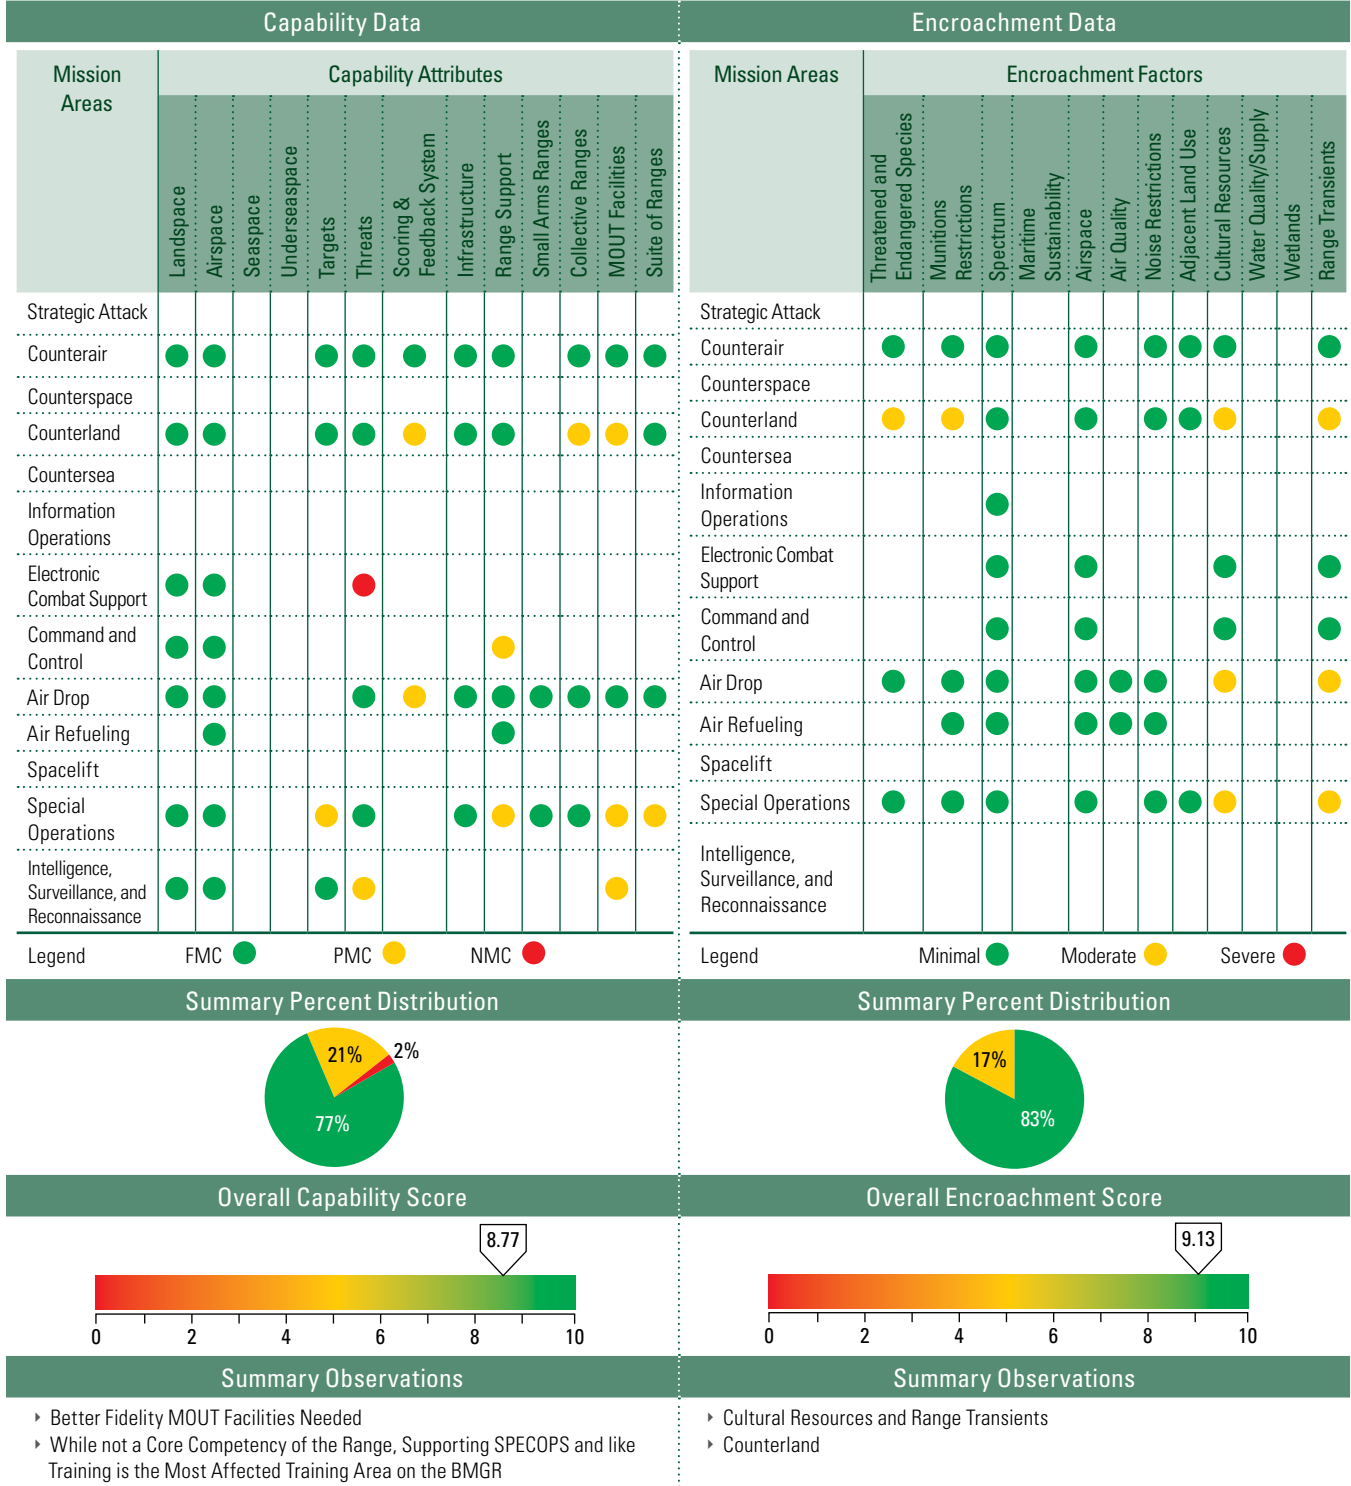 Capability Data
Mission
Areas
Capability Attributes
Landspace
Airspace
Seaspace
Underseaspace
Targets
Threats
Scoring &
Feedback System
Infrastructure
Range Support
Small Arms Ranges
Collective Ranges
MOUT Facilities
Suite of Ranges
Strategic Attack
Counterair
Counterspace
Counterland
Countersea
Information
Operations
Electronic
Combat Support
Command and
Control
Air Drop
Air Refueling
Spacelift
Special
Operations
Intelligence,
Surveillance, and
Reconnaissance
Legend FMC PMC NMC
Summary Percent Distribution
21%
2%
77%
Overall Capability Score
8.77
0 2 4 6 8 10
Summary Observations
‣ Better Fidelity MOUT Facilities Needed
‣ While not a Core Competency of the Range, Supporting SPECOPS and like
Training is the Most Affected Training Area on the BMGR
Encroachment Data
Mission Areas
Encroachment Factors
Threatened and
Endangered Species
Munitions
Restrictions
Spectrum
Maritime
Sustainability
Airspace
Air Quality
Noise Restrictions
Adjacent Land Use
Cultural Resources
Water Quality/Supply
Wetlands
Range Transients
Strategic Attack
Counterair
Counterspace
Counterland
Countersea
Information
Operations
Electronic Combat
Support
Command and
Control
Air Drop
Air Refueling
Spacelift
Special Operations
Intelligence,
Surveillance, and
Reconnaissance
Legend Minimal Moderate Severe
Summary Percent Distribution
17%
83%
Overall Encroachment Score
9.13
0 2 4 6 8 10
Summary Observations
‣ Cultural Resources and Range Transients
‣ Counterland